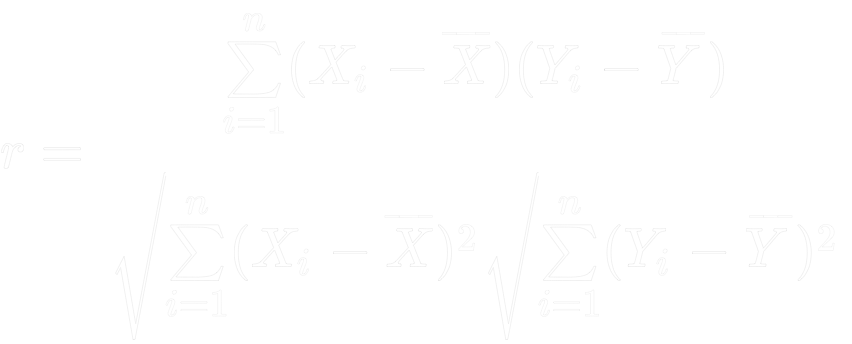 r = \frac{\sum_{i=1}^{n}(X_i - \overline{X})(Y_i - \overline{Y})}{\sqrt{\sum_{i=1}^{n}(X_i - \overline{X})^2}\sqrt{\sum_{i=1}^{n}(Y_i - \overline{Y})^2}}